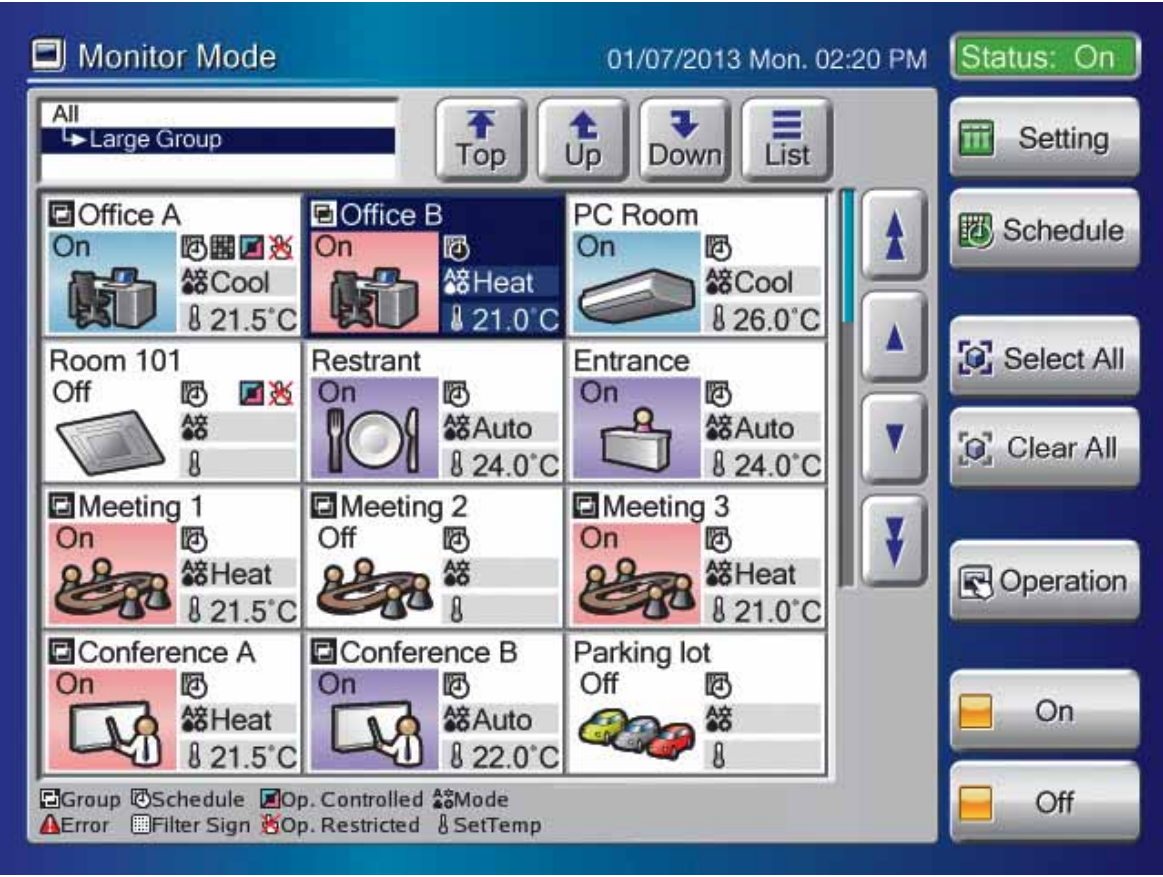 Monitor Mode
01/07/2013 Mon. 02:20 PM
Status: On
All
Large Group
Top
Up
Down
List
Setting
Schedule
Select All
Clear All
Operation
On
Off
Office A
On
Cool
21.5°C
Office B
On
Heat
21.0°C
PC Room
On
Cool
26.0°C
Room 101
Off
Restrant
On
Auto
24.0°C
Entrance
On
Auto
24.0°C
Meeting 1
On
Heat
21.5°C
Meeting 2
Off
Meeting 3
On
Heat
21.0°C
Conference A
On
Heat
21.5°C
Conference B
On
Auto
22.0°C
Parking lot
Off
Group Schedule Op. Controlled Mode
Error Filter Sign Op. Restricted SetTemp